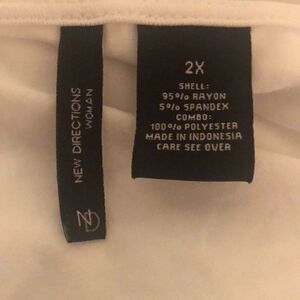 NEW DIRECTIONS
WOMAN
ND
2X
SHELL:
95% RAYON
5% SPANDEX
COMBO:
100% POLYESTER
MADE IN INDONESIA
CARE SEE OVER